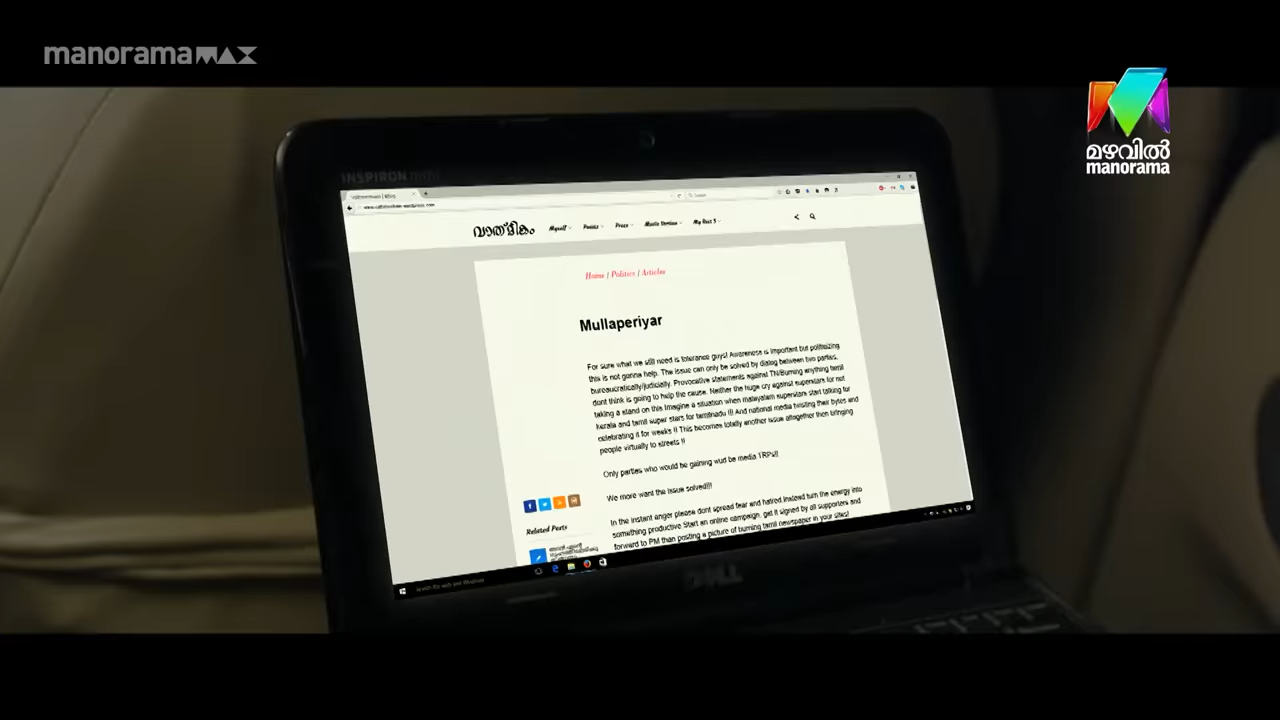 manoramaMAX
മഴവിൽ
manorama
INSPIRON mini
വാത്മീകം Myself Poems Prose Movie Review My Best 5
Home | Politics | Articles
Mullaperiyar
For sure what we still need is tolerance guys! Awareness is important but politisizing
this is not gonna help. The issue can only be solved by dialog between two parties,
bureaucratically/judicially. Provocative statements against TN/Burning anything tamil
dont think is going to help the cause. Neither the huge cry against superstars for not
taking a stand on this Imagine a situation when malayalam superstars start talking for
kerala and tamil super stars for tamilnadu !!! And national media twisting their bytes and
celebrating it for weeks !! This becomes totally another issue altogether then bringing
people virtually to streets !!
Only parties who would be gaining wud be media TRPs!!
We more want the issue solved!!!
In the instant anger please dont spread fear and hatred.Instead turn the energy into
something productive.Start an online campaign, get it signed by all supporters and
forward to PM than posting a picture of burning tamil newspaper in your sites!
Related Posts
DELL